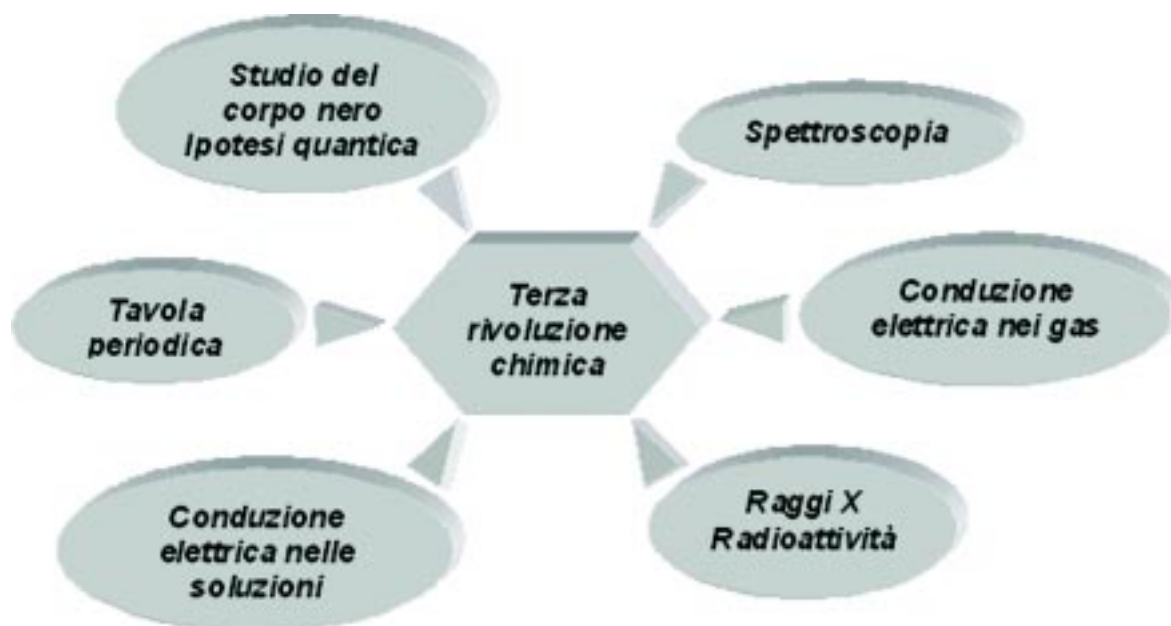 Studio del
corpo nero
Ipotesi quantica
Spettroscopia
Tavola
periodica
Terza
rivoluzione
chimica
Conduzione
elettrica nei gas
Conduzione
elettrica nelle
soluzioni
Raggi X
Radioattività